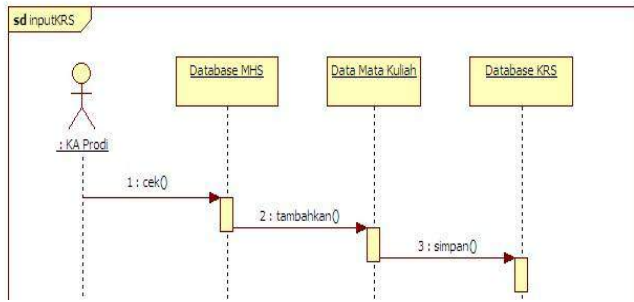 sd inputKRS
Database MHS
Data Mata Kuliah
Database KRS
: KA Prodi
1 : cek()
2 : tambahkan()
3 : simpan()